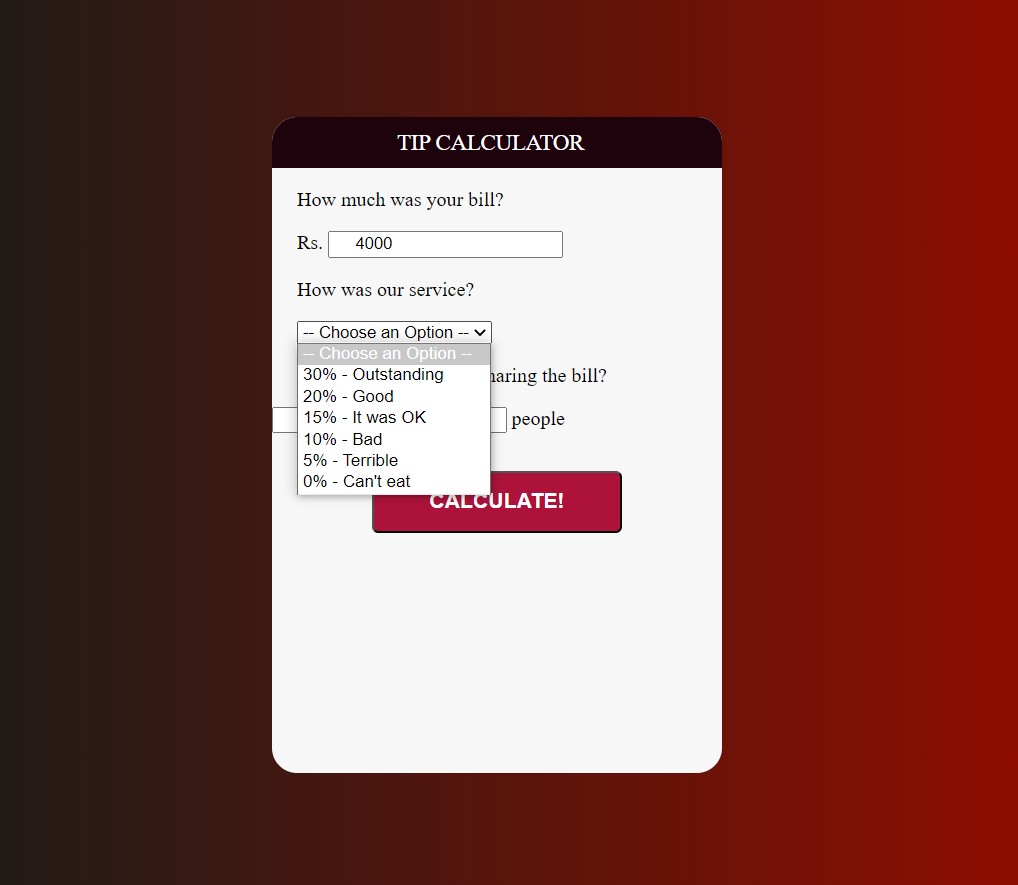 TIP CALCULATOR
How much was your bill?
Rs. 4000
How was our service?
-- Choose an Option --
-- Choose an Option --
30% - Outstanding
20% - Good
15% - It was OK
10% - Bad
5% - Terrible
0% - Can't eat
the bill?
people
CALCULATE!